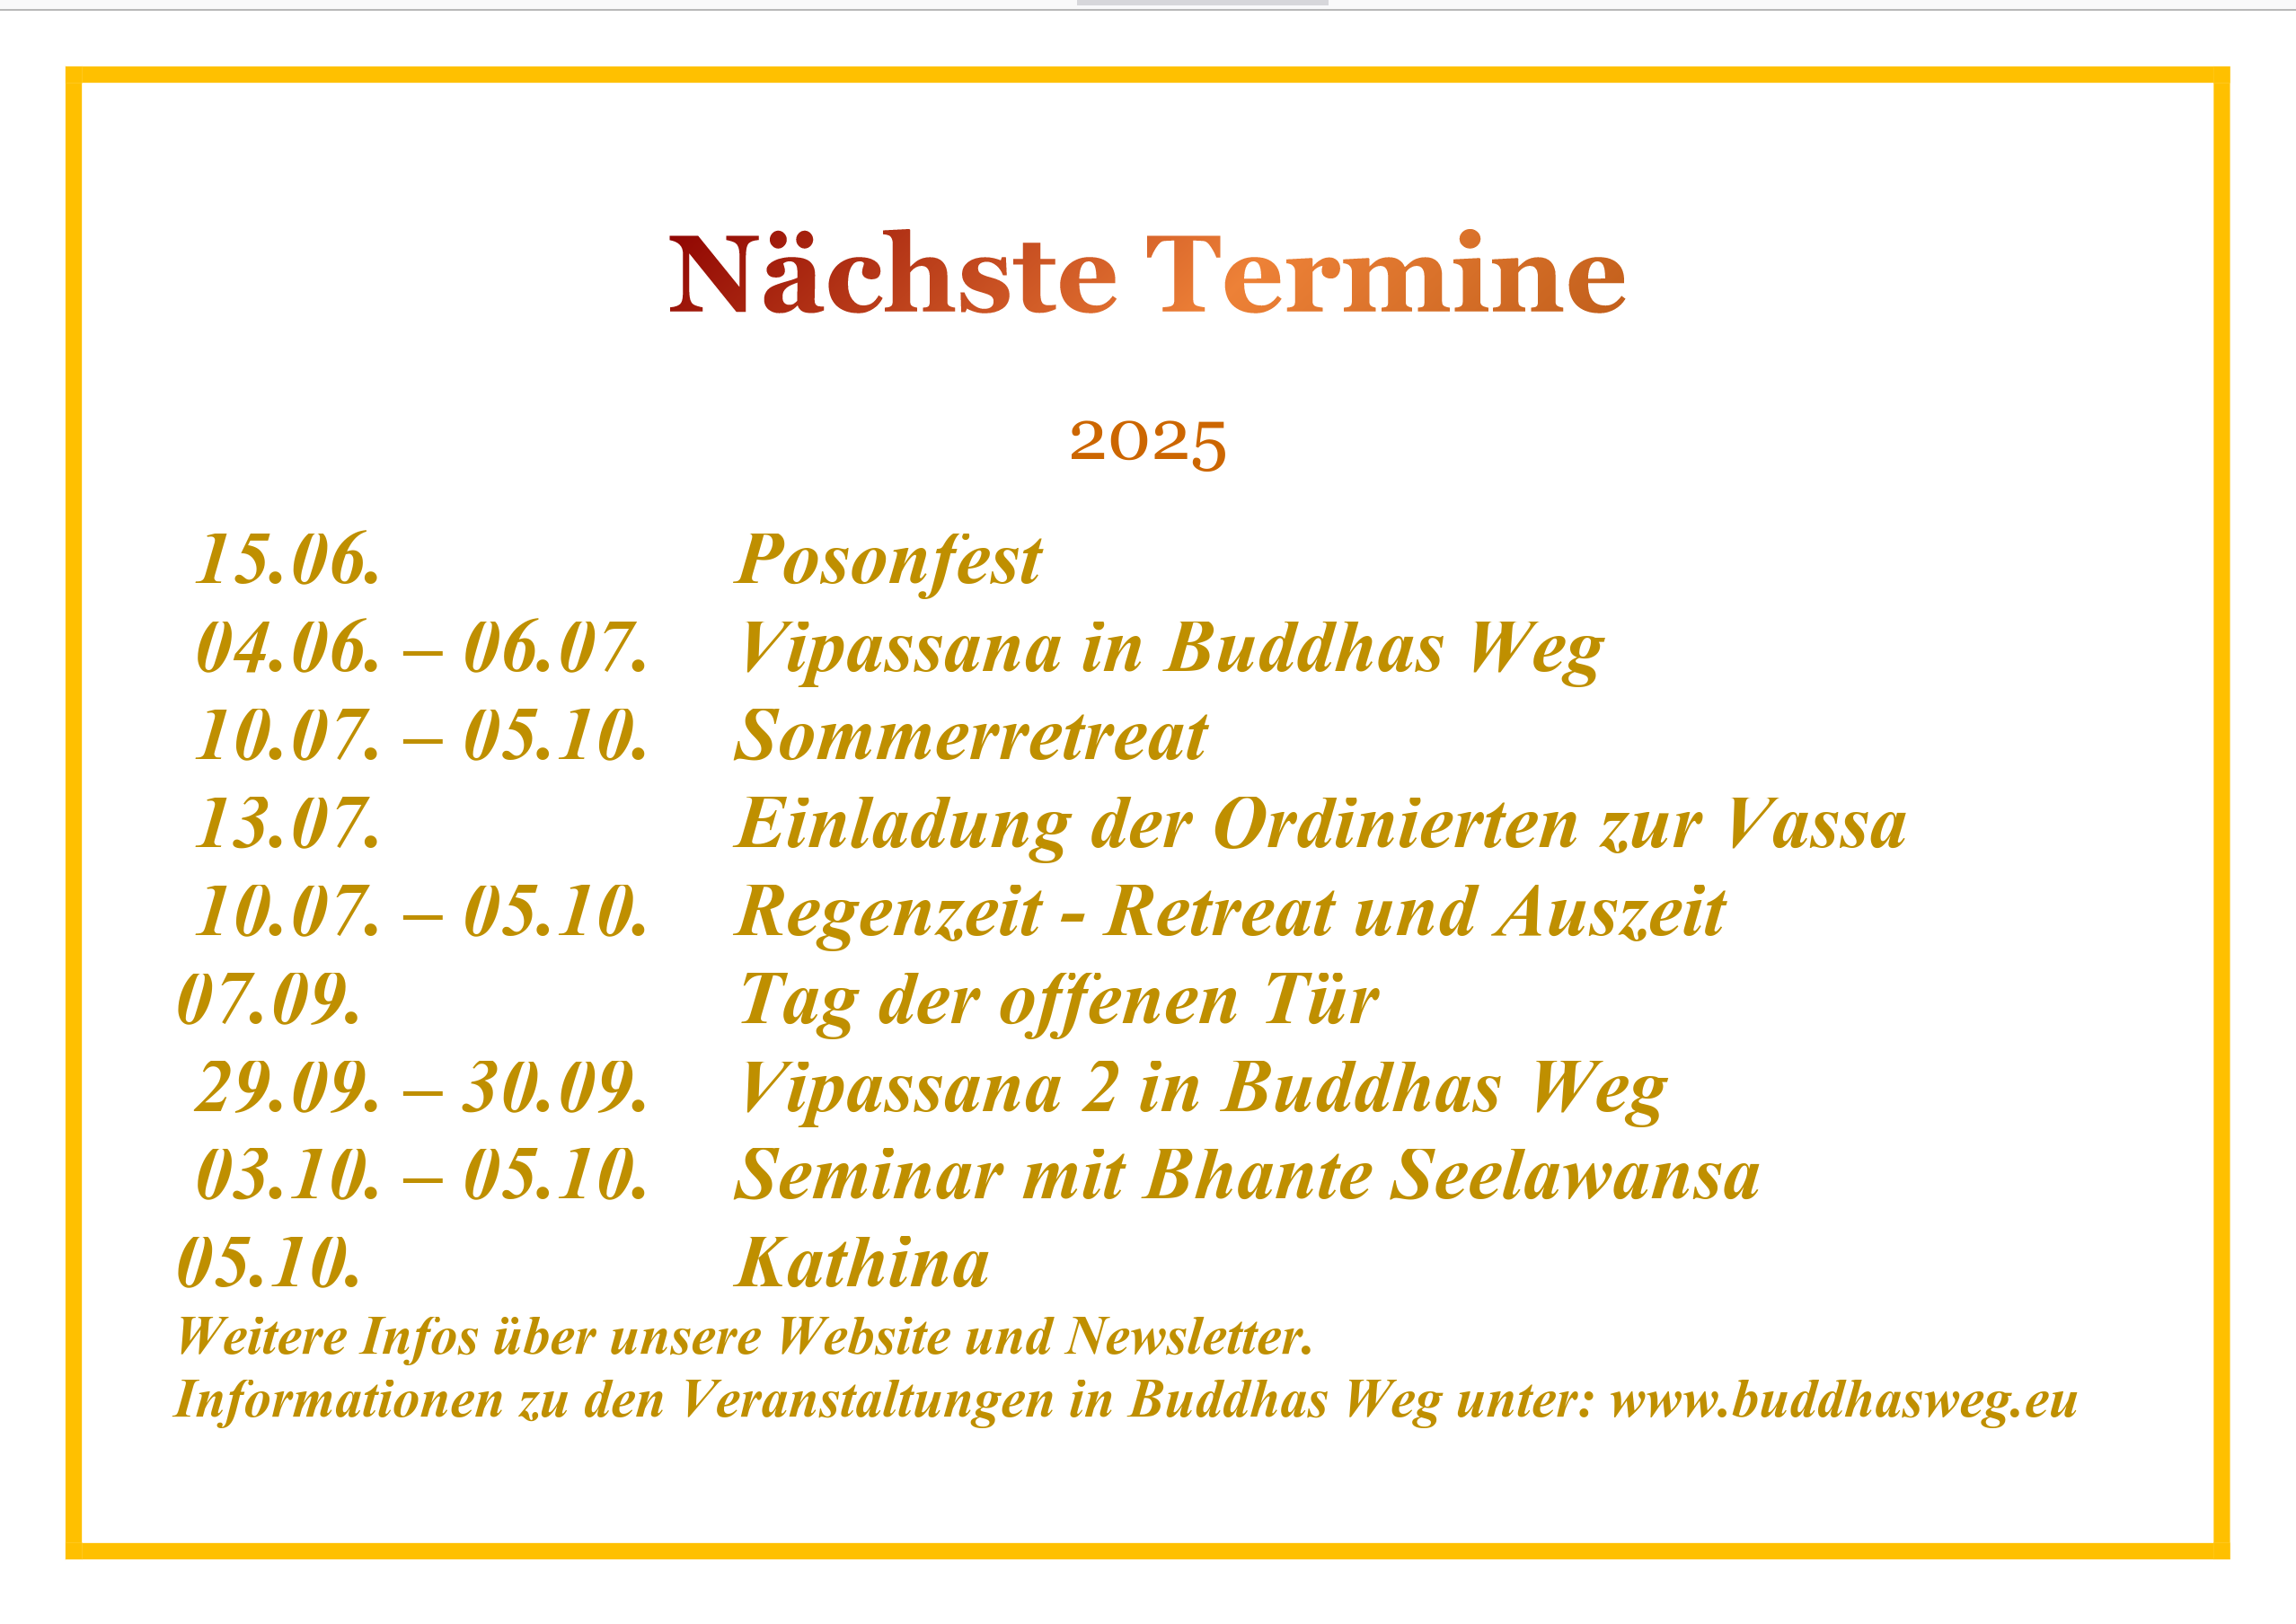 Nächste Termine
2025
15.06. Posonfest
04.06. – 06.07. Vipassana in Buddhas Weg
10.07. – 05.10. Sommerretreat
13.07. Einladung der Ordinierten zur Vassa
10.07. – 05.10. Regenzeit - Retreat und Auszeit
07.09. Tag der offenen Tür
29.09. – 30.09. Vipassana 2 in Buddhas Weg
03.10. – 05.10. Seminar mit Bhante Seelawansa
05.10. Kathina
Weitere Infos über unsere Website und Newsletter.
Informationen zu den Veranstaltungen in Buddhas Weg unter: www.buddhasweg.eu